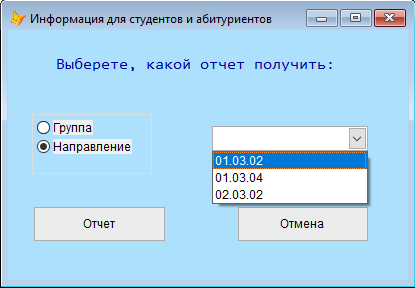 Информация для студентов и абитуриентов
Выберете, какой отчет получить:
Группа
Направление
01.03.02
01.03.04
02.03.02
Отчет
Отмена